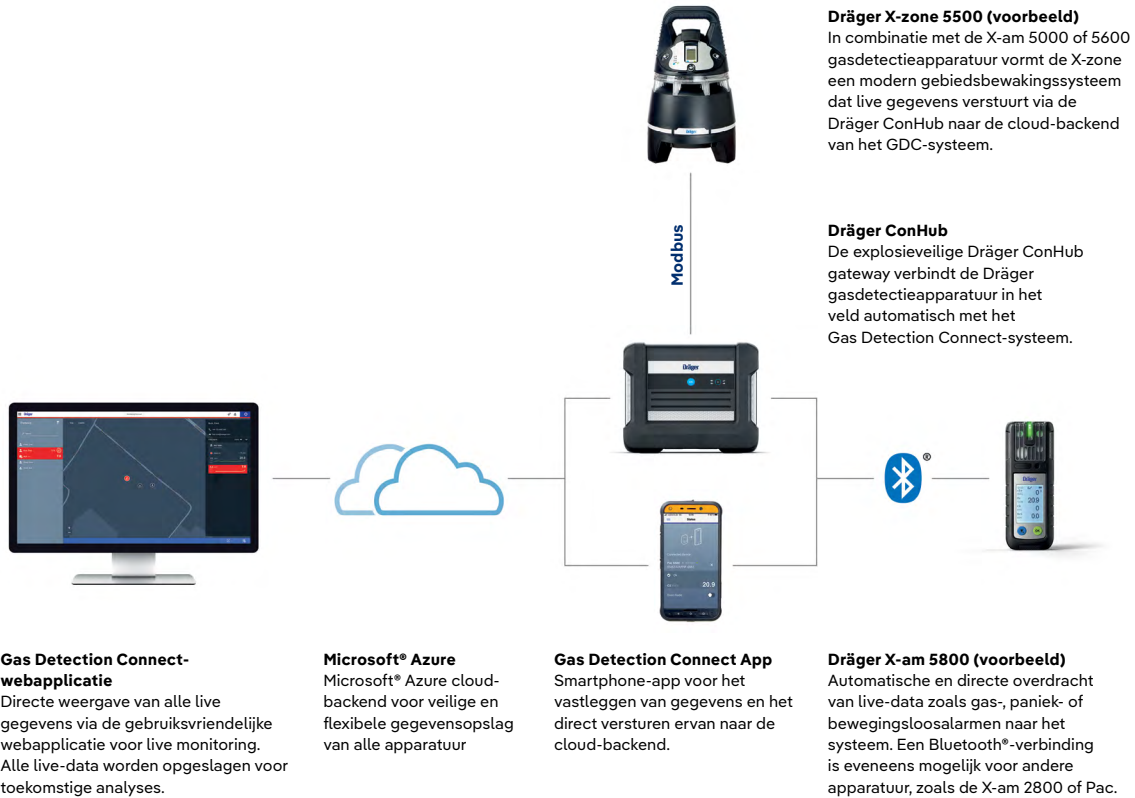 Dräger X-zone 5500 (voorbeeld)
In combinatie met de X-am 5000 of 5600
gasdetectieapparatuur vormt de X-zone
een modern gebiedsbewakingssysteem
dat live gegevens verstuurt via de
Dräger ConHub naar de cloud-backend
van het GDC-systeem.
Dräger
Modbus
Dräger ConHub
De explosieveilige Dräger ConHub
gateway verbindt de Dräger
gasdetectieapparatuur in het
veld automatisch met het
Gas Detection Connect-systeem.
Dräger
Dräger
®
Dräger
20.9
20.9
Gas Detection Connect-
webapplicatie
Directe weergave van alle live
gegevens via de gebruiksvriendelijke
webapplicatie voor live monitoring.
Alle live-data worden opgeslagen voor
toekomstige analyses.
Microsoft® Azure
Microsoft® Azure cloud-
backend voor veilige en
flexibele gegevensopslag
van alle apparatuur
Gas Detection Connect App
Smartphone-app voor het
vastleggen van gegevens en het
direct versturen ervan naar de
cloud-backend.
Dräger X-am 5800 (voorbeeld)
Automatische en directe overdracht
van live-data zoals gas-, paniek- of
bewegingsloosalarmen naar het
systeem. Een Bluetooth®-verbinding
is eveneens mogelijk voor andere
apparatuur, zoals de X-am 2800 of Pac.